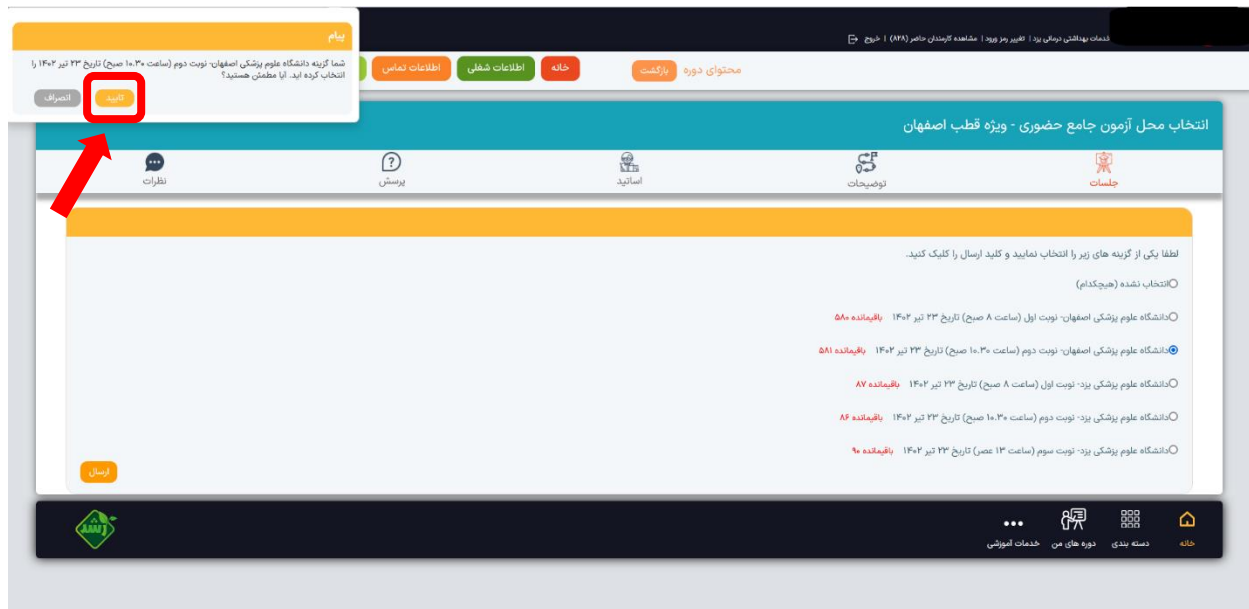 پیام
شما گزینه دانشگاه علوم پزشکی اصفهان- نوبت دوم (ساعت ۱۰.۳۰ صبح) تاریخ ۲۳ تیر ۱۴۰۲ را
انتخاب کرده اید. آیا مطمئن هستید؟
تایید
انصراف
خدمات بهداشتی درمانی یزد | تغییر رمز ورود | مشاهده کارمندان حاضر (۸۲۸) | خروج
محتوای دوره
بازگشت
خانه
اطلاعات شغلی
اطلاعات تماس
انتخاب محل آزمون جامع حضوری - ویژه قطب اصفهان
جلسات
توضیحات
اساتید
پرسش
نظرات
لطفا یکی از گزینه های زیر را انتخاب نمایید و کلید ارسال را کلیک کنید.
انتخاب نشده (هیچکدام)
دانشگاه علوم پزشکی اصفهان- نوبت اول (ساعت ۸ صبح) تاریخ ۲۳ تیر ۱۴۰۲ باقیمانده ۵۸۰
دانشگاه علوم پزشکی اصفهان- نوبت دوم (ساعت ۱۰.۳۰ صبح) تاریخ ۲۳ تیر ۱۴۰۲ باقیمانده ۵۸۱
دانشگاه علوم پزشکی یزد- نوبت اول (ساعت ۸ صبح) تاریخ ۲۳ تیر ۱۴۰۲ باقیمانده ۸۷
دانشگاه علوم پزشکی یزد- نوبت دوم (ساعت ۱۰.۳۰ صبح) تاریخ ۲۳ تیر ۱۴۰۲ باقیمانده ۸۶
دانشگاه علوم پزشکی یزد- نوبت سوم (ساعت ۱۳ عصر) تاریخ ۲۳ تیر ۱۴۰۲ باقیمانده ۹۰
ارسال
خانه
دسته بندی
دوره های من
خدمات آموزشی
رشد